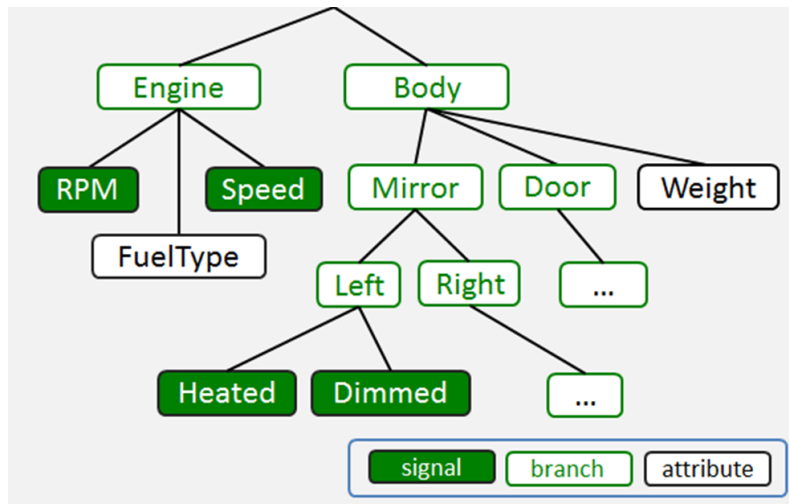 Engine
Body
RPM
Speed
Mirror
Door
Weight
FuelType
Left
Right
...
Heated
Dimmed
...
signal
branch
attribute